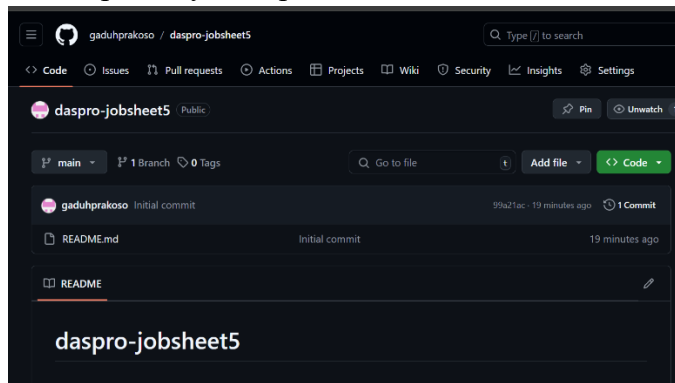 gaduhprakoso / daspro-jobsheet5 Type / to search
Code Issues Pull requests Actions Projects Wiki Security Insights Settings
daspro-jobsheet5 Public Pin Unwatch 1
main 1 Branch 0 Tags Go to file t Add file Code
gaduhprakoso Initial commit 99a21ac · 19 minutes ago 1 Commit
README.md Initial commit 19 minutes ago
README
daspro-jobsheet5